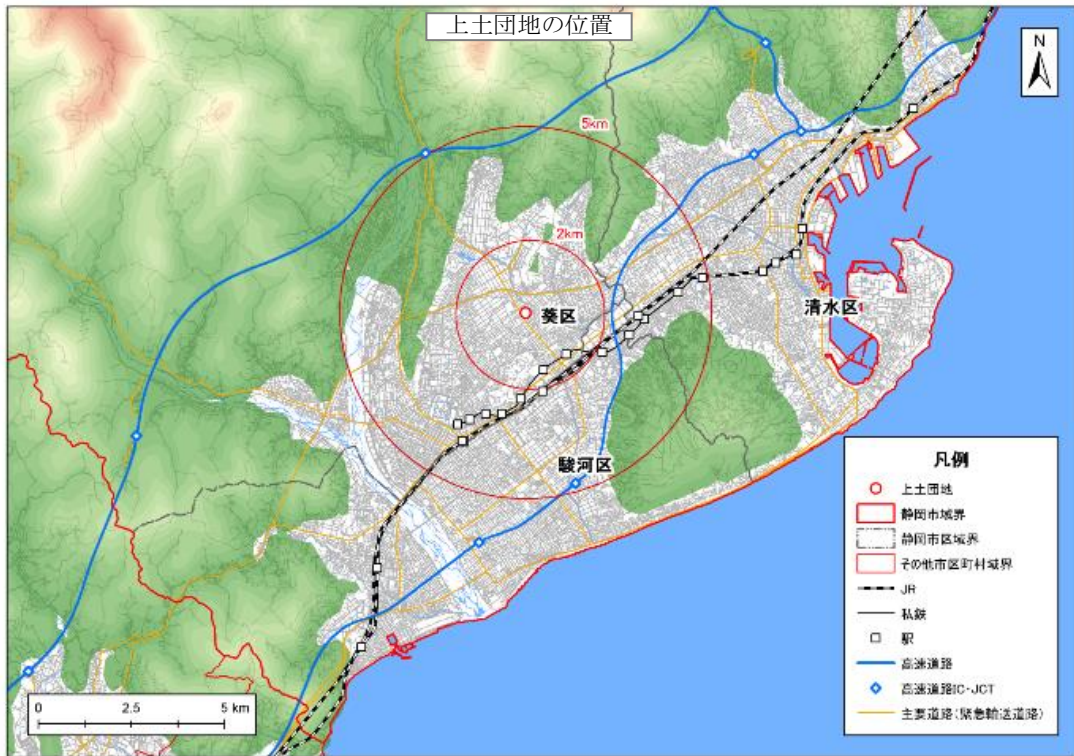 上土団地の位置
N
5km
2km
葵区
清水区
駿河区
凡例
上土団地
静岡市域界
静岡市区域界
その他市区町村域界
JR
私鉄
駅
高速道路
高速道路IC・JCT
主要道路(緊急輸送道路)
0 2.5 5 km